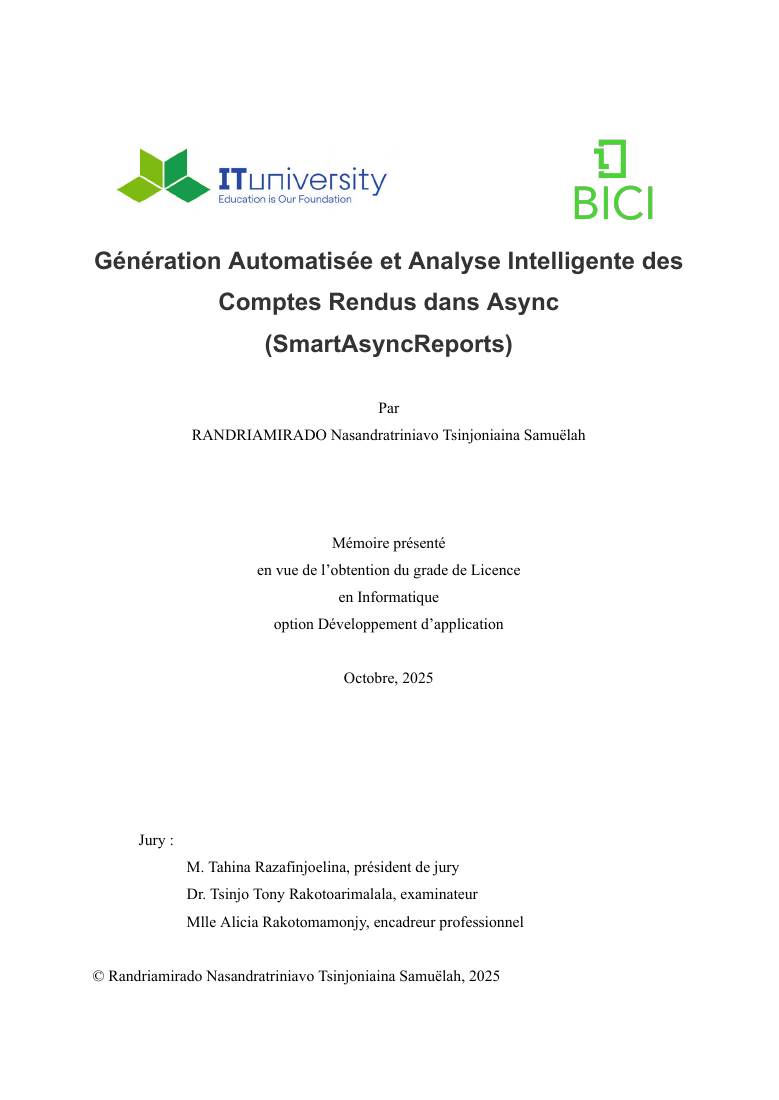 ITuniversity
Education is Our Foundation
BICI
Génération Automatisée et Analyse Intelligente des
Comptes Rendus dans Async
(SmartAsyncReports)
Par
RANDRIAMIRADO Nasandratriniavo Tsinjoniaina Samuëlah
Mémoire présenté
en vue de l’obtention du grade de Licence
en Informatique
option Développement d’application
Octobre, 2025
Jury :
M. Tahina Razafinjoelina, président de jury
Dr. Tsinjo Tony Rakotoarimalala, examinateur
Mlle Alicia Rakotomamonjy, encadreur professionnel
© Randriamirado Nasandratriniavo Tsinjoniaina Samuëlah, 2025